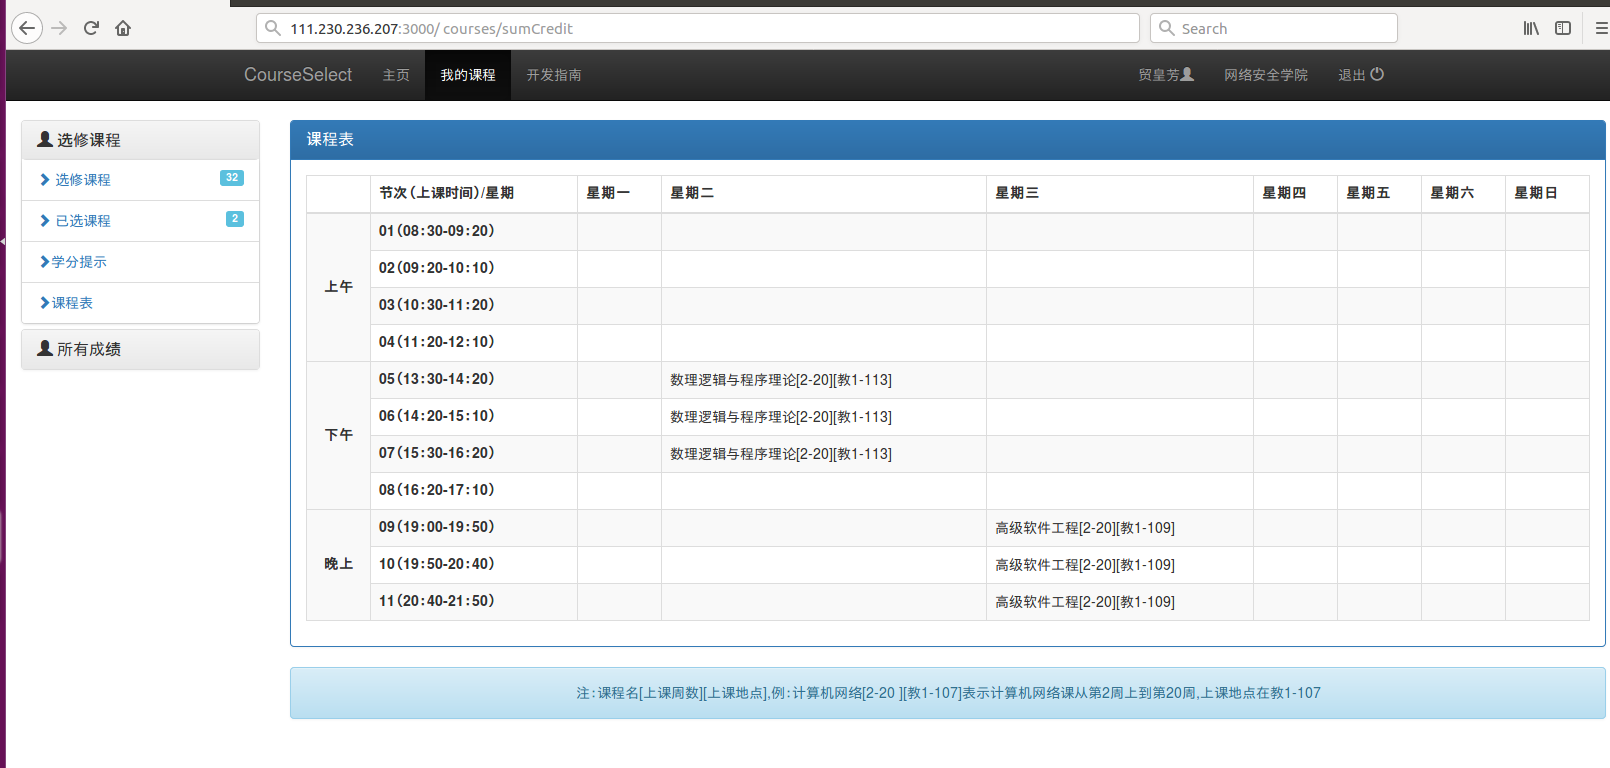 111.230.236.207:3000/ courses/sumCredit
Search
CourseSelect 主页 我的课程 开发指南 贸皇芳 网络安全学院 退出
选修课程
选修课程 32
已选课程 2
学分提示
课程表
所有成绩
课程表
节次(上课时间)/星期 星期一 星期二 星期三 星期四 星期五 星期六 星期日
上午
01(08:30-09:20)
02(09:20-10:10)
03(10:30-11:20)
04(11:20-12:10)
下午
05(13:30-14:20) 数理逻辑与程序理论[2-20][教1-113]
06(14:20-15:10) 数理逻辑与程序理论[2-20][教1-113]
07(15:30-16:20) 数理逻辑与程序理论[2-20][教1-113]
08(16:20-17:10)
晚上
09(19:00-19:50) 高级软件工程[2-20][教1-109]
10(19:50-20:40) 高级软件工程[2-20][教1-109]
11(20:40-21:50) 高级软件工程[2-20][教1-109]
注:课程名[上课周数][上课地点],例:计算机网络[2-20 ][教1-107]表示计算机网络课从第2周上到第20周,上课地点在教1-107